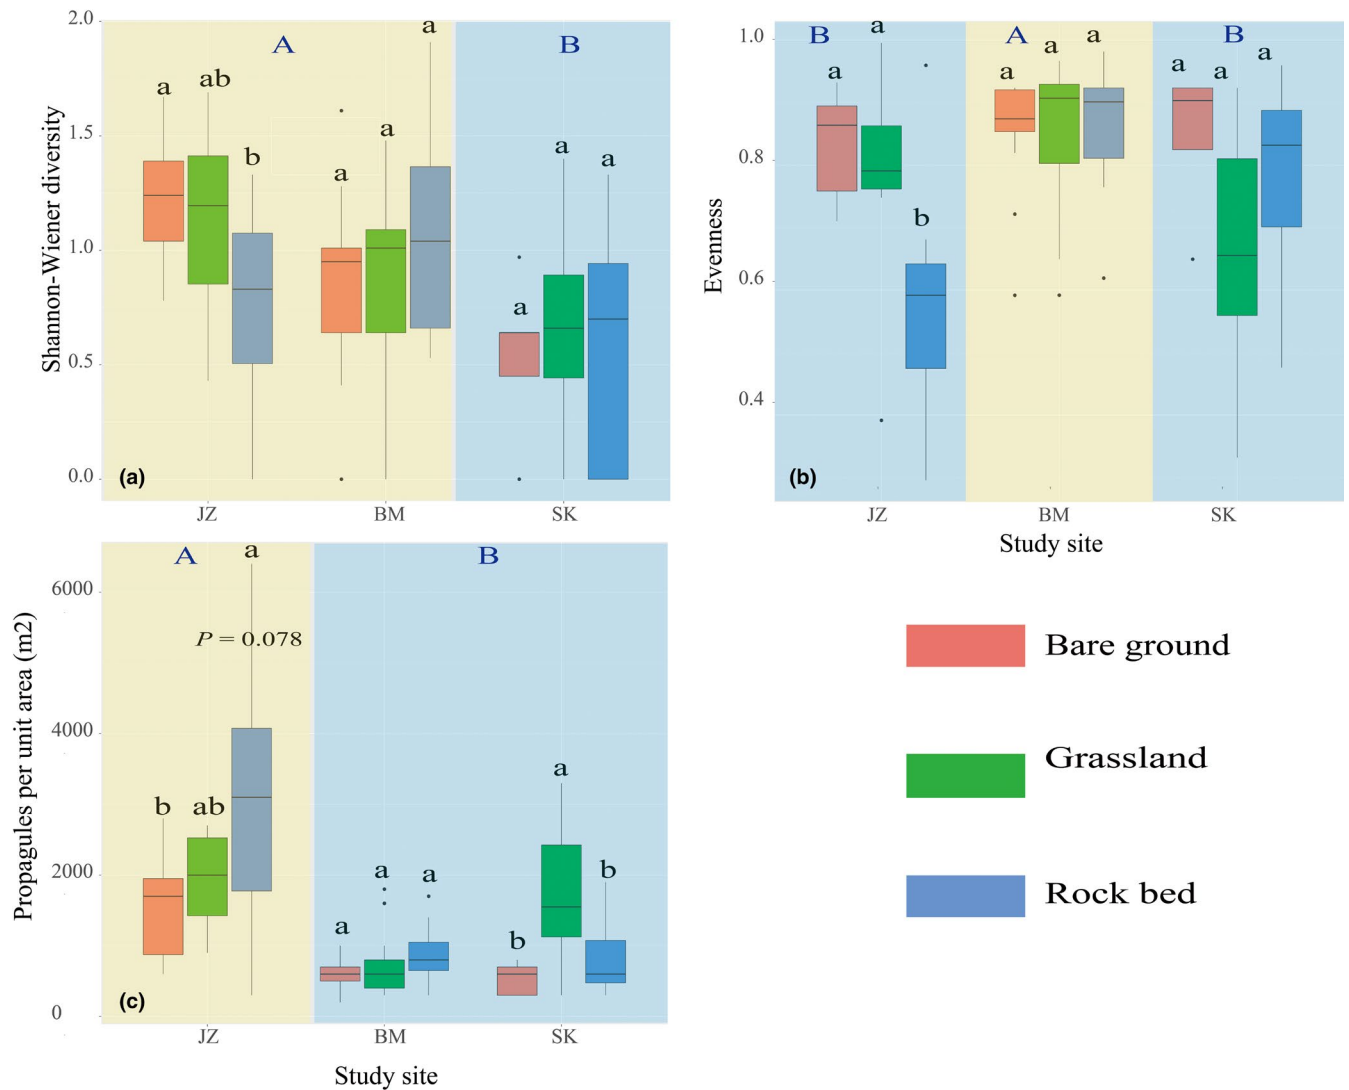 2.0
1.5
1.0
0.5
0.0
Shannon-Wiener diversity
A
B
a
ab
b
a
a
a
a
a
a
(a)
JZ
BM
SK
1.0
0.8
0.6
0.4
Evenness
B
A
B
a
a
b
a
a
a
a
a
a
(b)
JZ
BM
SK
Study site
6000
4000
2000
0
Propagules per unit area (m2)
A
B
a
P = 0.078
b
ab
a
a
a
b
a
b
(c)
JZ
BM
SK
Study site
Bare ground
Grassland
Rock bed